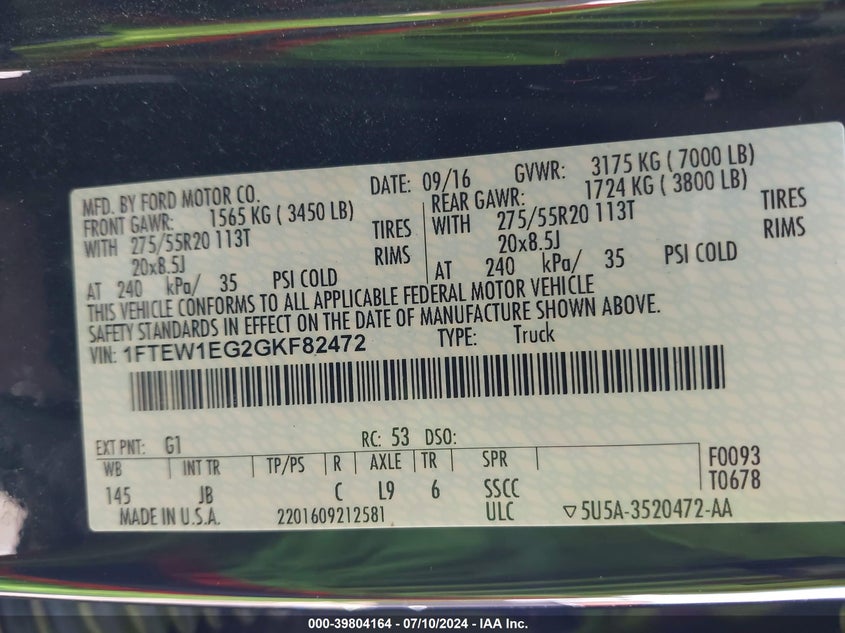 MFD. BY FORD MOTOR CO. DATE: 09/16 GVWR: 3175 KG ( 7000 LB)
FRONT GAWR: 1565 KG ( 3450 LB) REAR GAWR: 1724 KG ( 3800 LB)
WITH 275/55R20 113T TIRES WITH 275/55R20 113T TIRES
20x8.5J RIMS 20x8.5J RIMS
AT 240 kPa/ 35 PSI COLD AT 240 kPa/ 35 PSI COLD
THIS VEHICLE CONFORMS TO ALL APPLICABLE FEDERAL MOTOR VEHICLE
SAFETY STANDARDS IN EFFECT ON THE DATE OF MANUFACTURE SHOWN ABOVE.
VIN: 1FTEW1EG2GKF82472 TYPE: Truck
EXT PNT: G1 RC: 53 DSO:
WB INT TR TP/PS R AXLE TR SPR F0093
145 JB C L9 6 SSCC T0678
MADE IN U.S.A. 2201609212581 ULC ▽5U5A-3520472-AA
000-39804164 - 07/10/2024 - IAA Inc.